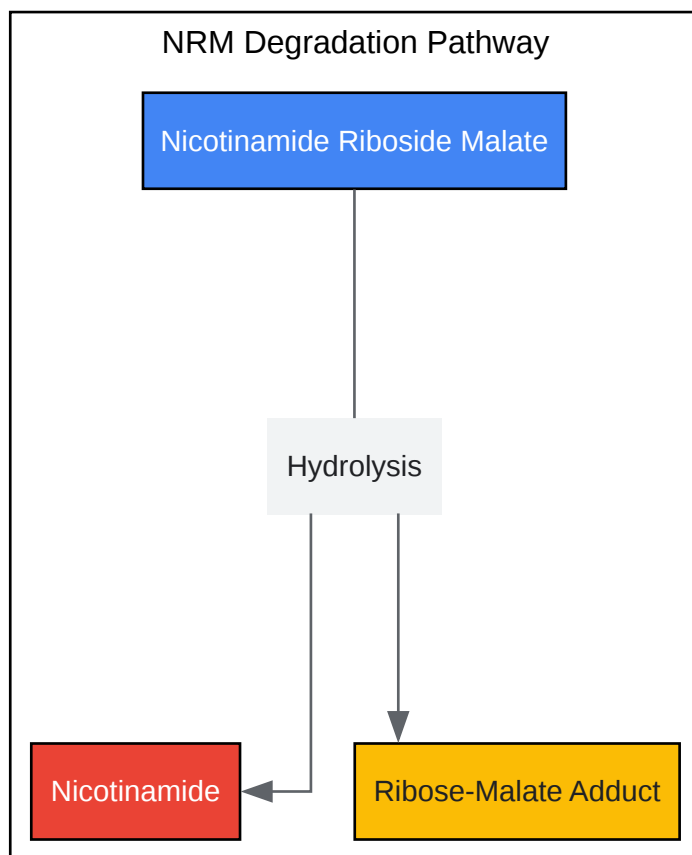 NRM Degradation Pathway
Nicotinamide Riboside Malate
Hydrolysis
Nicotinamide
Ribose-Malate Adduct